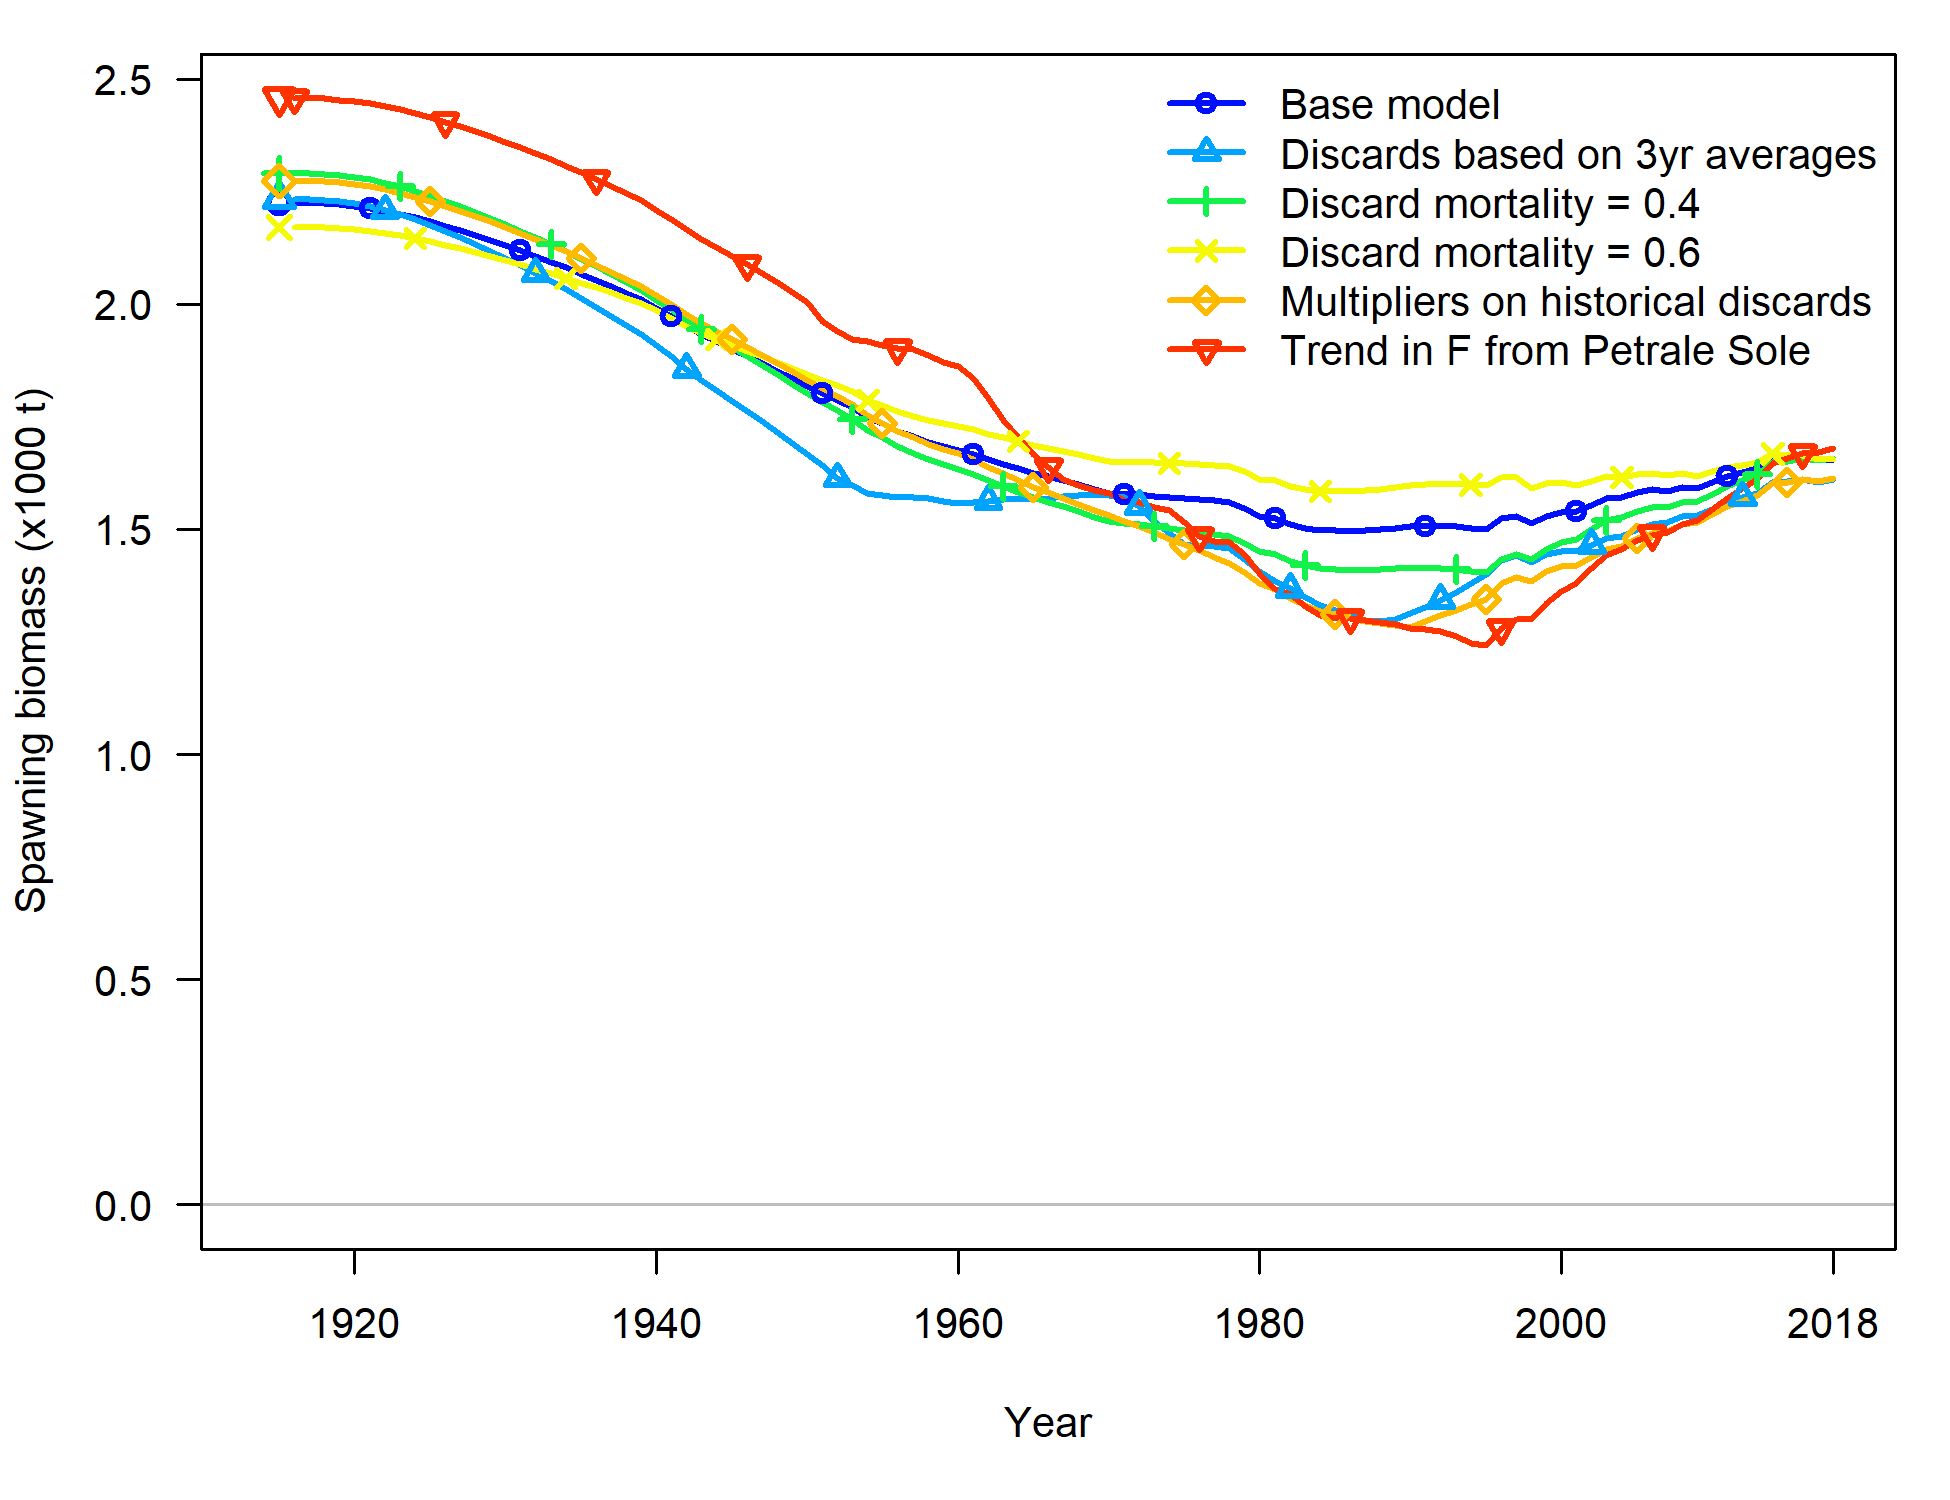 Base model
Discards based on 3yr averages
Discard mortality = 0.4
Discard mortality = 0.6
Multipliers on historical discards
Trend in F from Petrale Sole
Spawning biomass (x1000 t)
2.5
2.0
1.5
1.0
0.5
0.0
1920 1940 1960 1980 2000 2018
Year